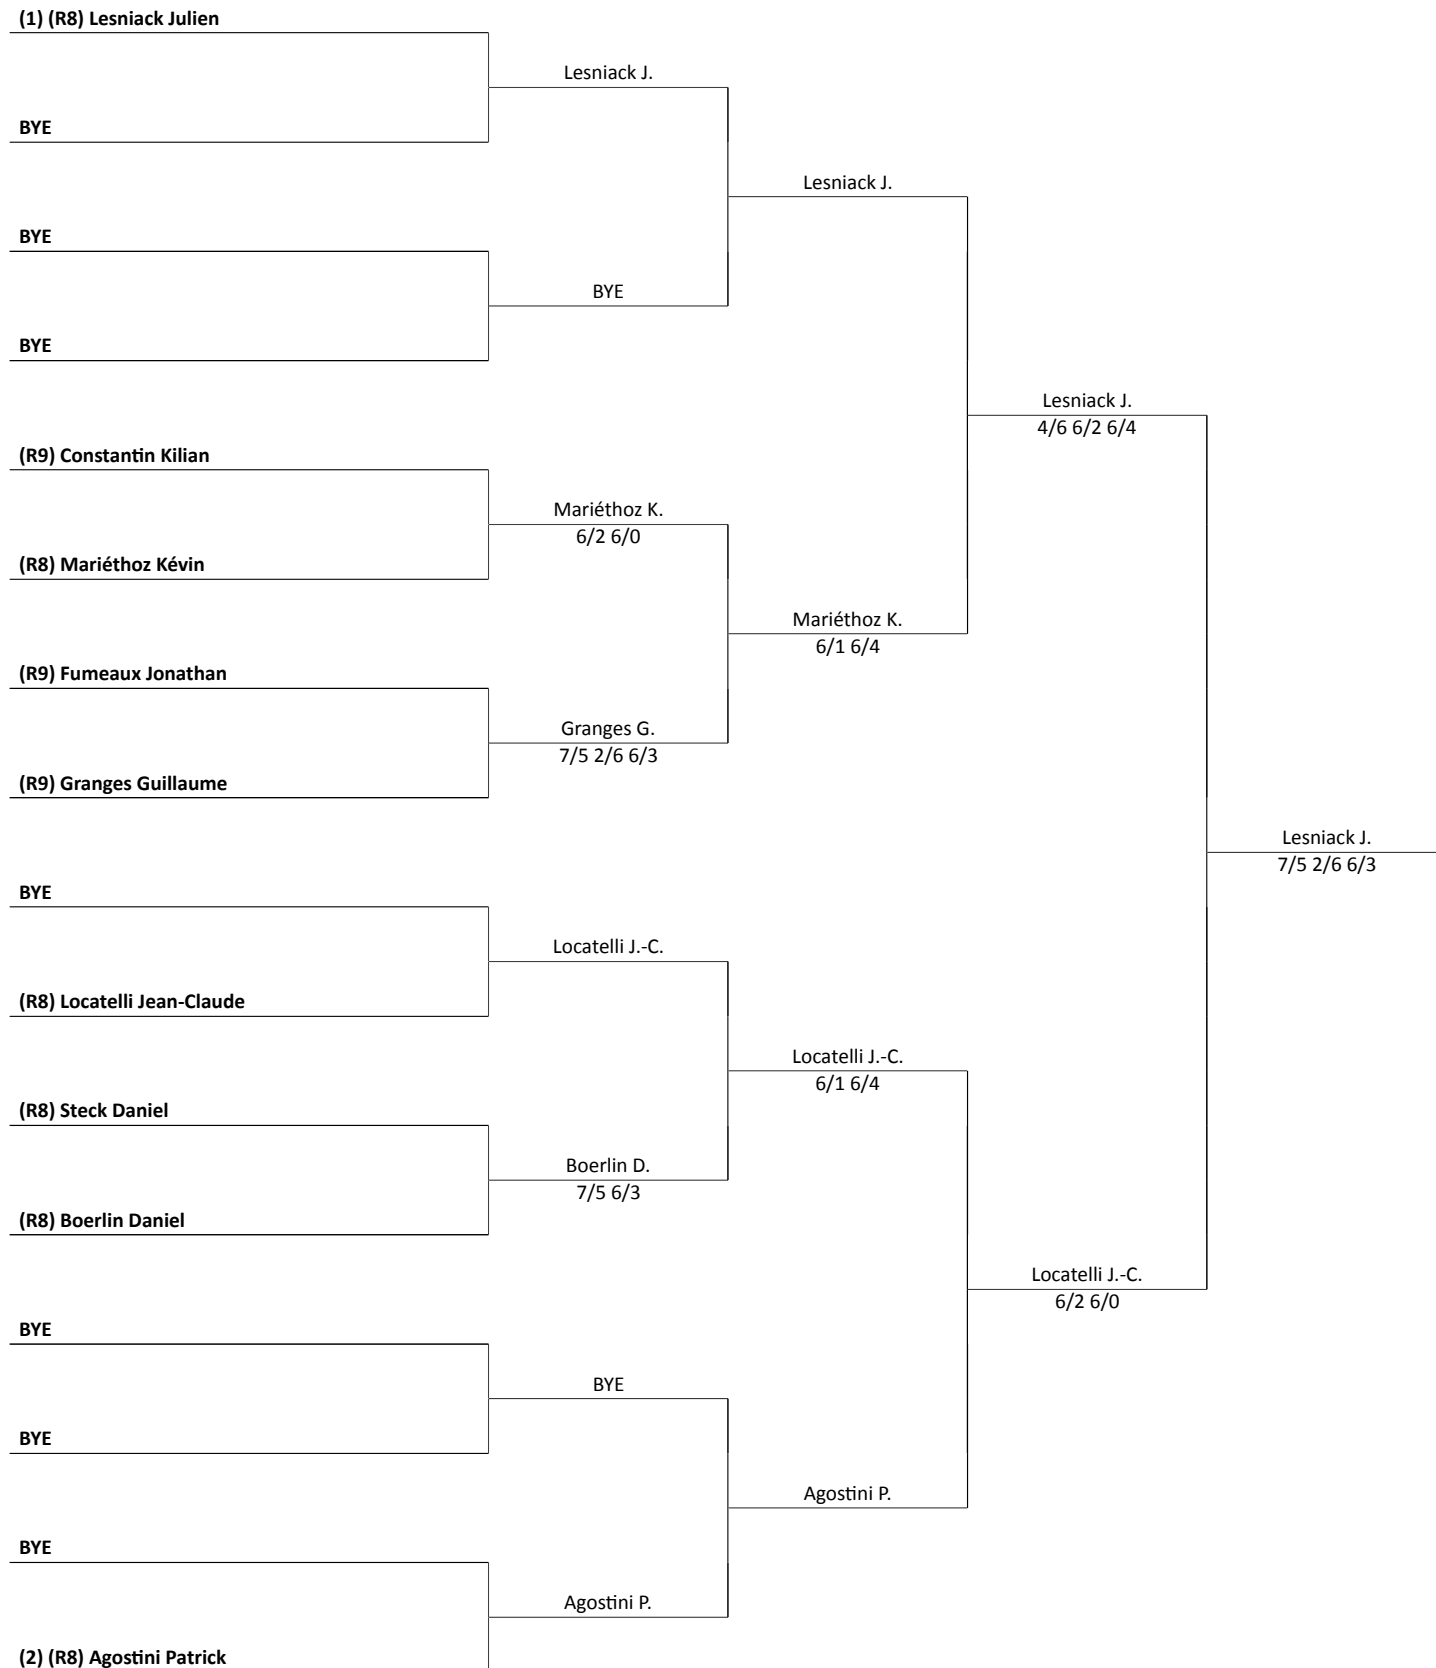 (1) (R8) Lesniack Julien
Lesniack J.
BYE
Lesniack J.
BYE
BYE
BYE
Lesniack J.
4/6 6/2 6/4
(R9) Constantin Kilian
Mariéthoz K.
6/2 6/0
(R8) Mariéthoz Kévin
Mariéthoz K.
6/1 6/4
(R9) Fumeaux Jonathan
Granges G.
7/5 2/6 6/3
(R9) Granges Guillaume
Lesniack J.
7/5 2/6 6/3
BYE
Locatelli J.-C.
(R8) Locatelli Jean-Claude
Locatelli J.-C.
6/1 6/4
(R8) Steck Daniel
Boerlin D.
7/5 6/3
(R8) Boerlin Daniel
Locatelli J.-C.
6/2 6/0
BYE
BYE
BYE
Agostini P.
BYE
Agostini P.
(2) (R8) Agostini Patrick